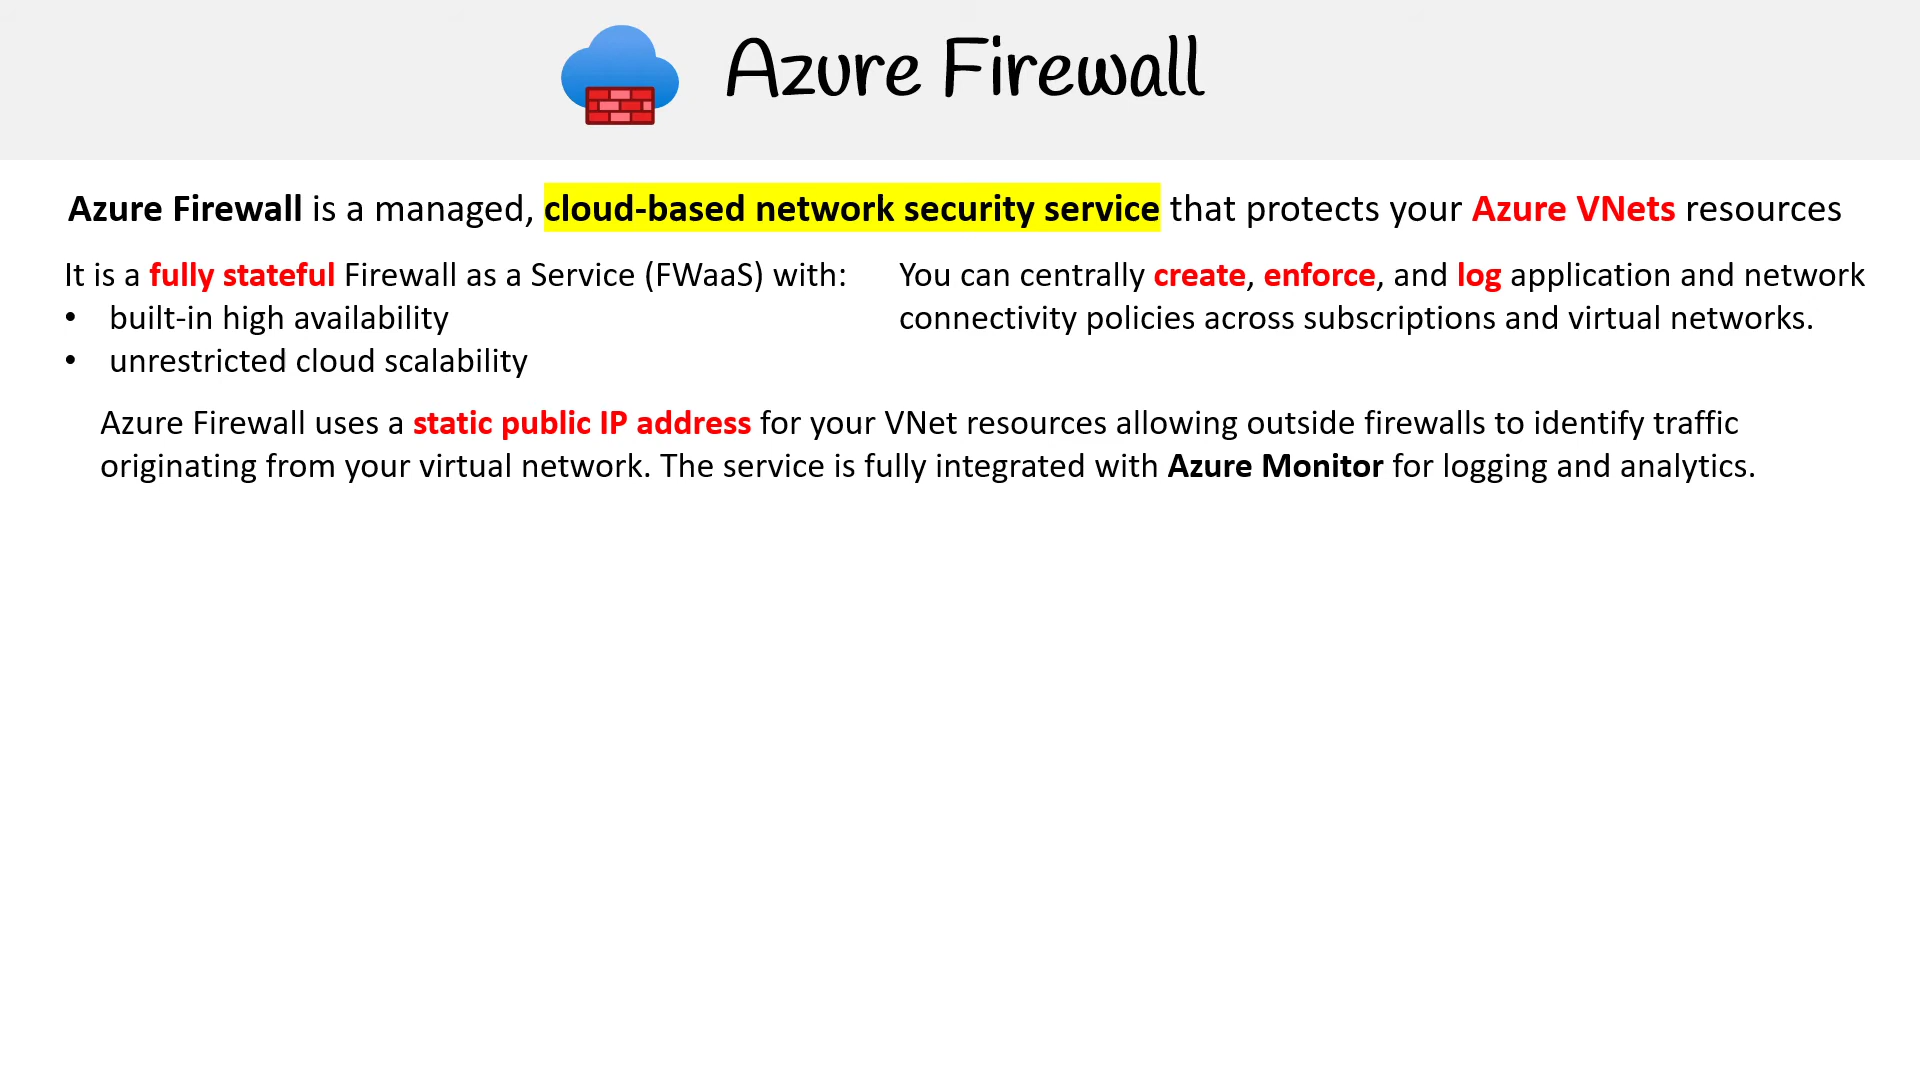 Azure Firewall
Azure Firewall is a managed, cloud-based network security service that protects your Azure VNets resources
It is a fully stateful Firewall as a Service (FWaaS) with:
• built-in high availability
• unrestricted cloud scalability
You can centrally create, enforce, and log application and network
connectivity policies across subscriptions and virtual networks.
Azure Firewall uses a static public IP address for your VNet resources allowing outside firewalls to identify traffic
originating from your virtual network. The service is fully integrated with Azure Monitor for logging and analytics.